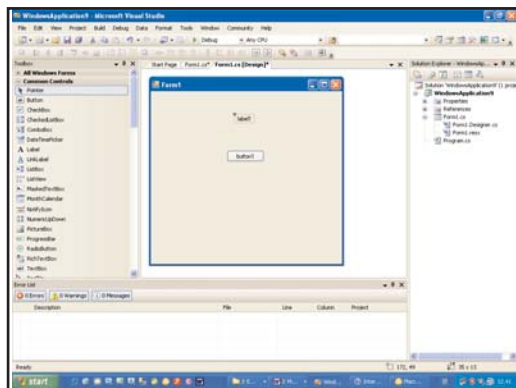 WindowsApplication9 - Microsoft Visual Studio
File Edit View Project Build Debug Data Format Tools Window Community Help
Debug Any CPU
Toolbox
All Windows Forms
Common Controls
Pointer
Button
CheckBox
CheckedListBox
ComboBox
DateTimePicker
Label
LinkLabel
ListBox
ListView
MaskedTextBox
MonthCalendar
NotifyIcon
NumericUpDown
PictureBox
ProgressBar
RadioButton
RichTextBox
TextBox
Start Page Form1.cs* Form1.cs [Design]*
Form1
label1
button1
Solution Explorer - WindowsAp...
Solution 'WindowsApplication9' (1 proje
WindowsApplication9
Properties
References
Form1.cs
Form1.Designer.cs
Form1.resx
Program.cs
Error List
0 Errors 0 Warnings 0 Messages
Description File Line Column Project
Ready
start